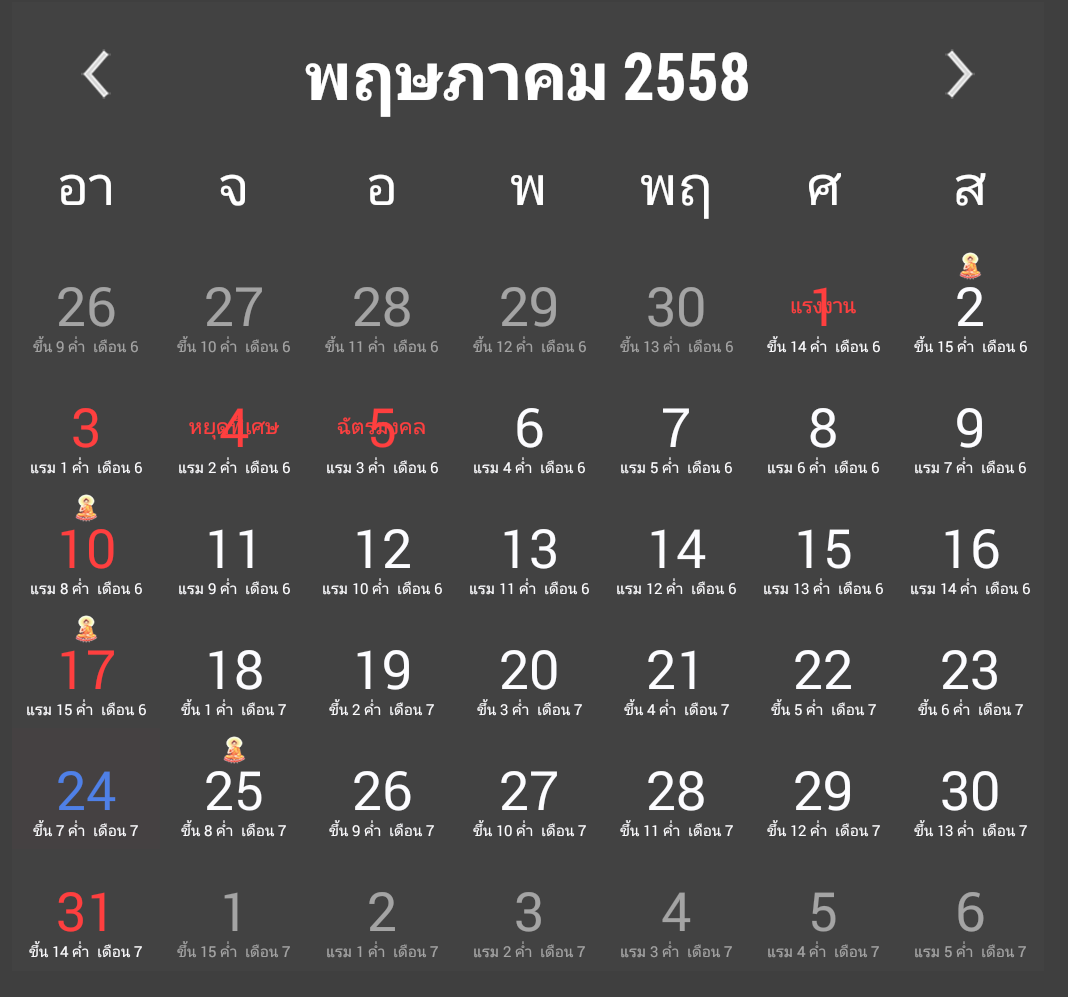 พฤษภาคม 2558
อา จ อ พ พฤ ศ ส
26 27 28 29 30 1 แรงงาน 2
ขึ้น 9 ค่ำ เดือน 6 ขึ้น 10 ค่ำ เดือน 6 ขึ้น 11 ค่ำ เดือน 6 ขึ้น 12 ค่ำ เดือน 6 ขึ้น 13 ค่ำ เดือน 6 ขึ้น 14 ค่ำ เดือน 6 ขึ้น 15 ค่ำ เดือน 6
3 4 หยุดพิเศษ 5 ฉัตรมงคล 6 7 8 9
แรม 1 ค่ำ เดือน 6 แรม 2 ค่ำ เดือน 6 แรม 3 ค่ำ เดือน 6 แรม 4 ค่ำ เดือน 6 แรม 5 ค่ำ เดือน 6 แรม 6 ค่ำ เดือน 6 แรม 7 ค่ำ เดือน 6
10 11 12 13 14 15 16
แรม 8 ค่ำ เดือน 6 แรม 9 ค่ำ เดือน 6 แรม 10 ค่ำ เดือน 6 แรม 11 ค่ำ เดือน 6 แรม 12 ค่ำ เดือน 6 แรม 13 ค่ำ เดือน 6 แรม 14 ค่ำ เดือน 6
17 18 19 20 21 22 23
แรม 15 ค่ำ เดือน 6 ขึ้น 1 ค่ำ เดือน 7 ขึ้น 2 ค่ำ เดือน 7 ขึ้น 3 ค่ำ เดือน 7 ขึ้น 4 ค่ำ เดือน 7 ขึ้น 5 ค่ำ เดือน 7 ขึ้น 6 ค่ำ เดือน 7
24 25 26 27 28 29 30
ขึ้น 7 ค่ำ เดือน 7 ขึ้น 8 ค่ำ เดือน 7 ขึ้น 9 ค่ำ เดือน 7 ขึ้น 10 ค่ำ เดือน 7 ขึ้น 11 ค่ำ เดือน 7 ขึ้น 12 ค่ำ เดือน 7 ขึ้น 13 ค่ำ เดือน 7
31 1 2 3 4 5 6
ขึ้น 14 ค่ำ เดือน 7 ขึ้น 15 ค่ำ เดือน 7 แรม 1 ค่ำ เดือน 7 แรม 2 ค่ำ เดือน 7 แรม 3 ค่ำ เดือน 7 แรม 4 ค่ำ เดือน 7 แรม 5 ค่ำ เดือน 7